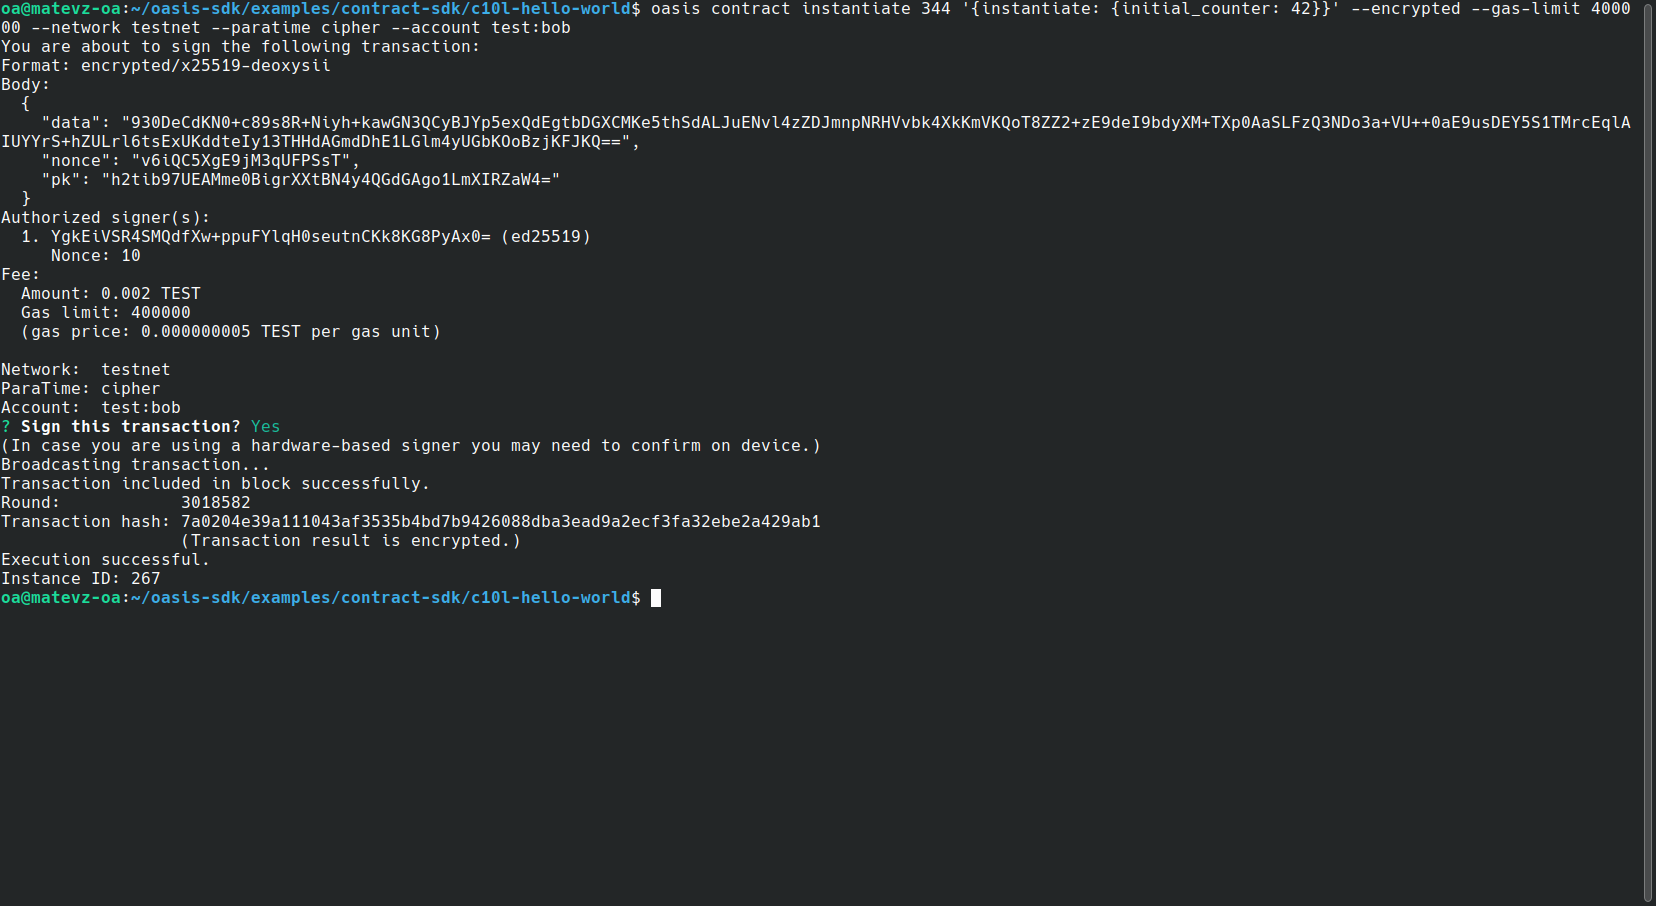 oa@matevz-oa:~/oasis-sdk/examples/contract-sdk/c10l-hello-world$ oasis contract instantiate 344 '{instantiate: {initial_counter: 42}}' --encrypted --gas-limit 4000
00 --network testnet --paratime cipher --account test:bob
You are about to sign the following transaction:
Format: encrypted/x25519-deoxysii
Body:
  {
    "data": "930DeCdKN0+c89s8R+Niyh+kawGN3QCyBJYp5exQdEgtbDGXCMKe5thSdALJuENvl4zZDJmnpNRHVvbk4XkKmVKQoT8ZZ2+zE9deI9bdyXM+TXp0AaSLFzQ3NDo3a+VU++0aE9usDEY5S1TMrcEqlA
IUYYrS+hZULrl6tsExUKddteIy13THHdAGmdDhE1LGlm4yUGbKOoBzjKFJKQ==",
    "nonce": "v6iQC5XgE9jM3qUFPSsT",
    "pk": "h2tib97UEAMme0BigrXXtBN4y4QGdGAgo1LmXIRZaW4="
  }
Authorized signer(s):
  1. YgkEiVSR4SMQdfXw+ppuFYlqH0seutnCKk8KG8PyAx0= (ed25519)
     Nonce: 10
Fee:
  Amount: 0.002 TEST
  Gas limit: 400000
  (gas price: 0.000000005 TEST per gas unit)

Network:  testnet
ParaTime: cipher
Account:  test:bob
? Sign this transaction? Yes
(In case you are using a hardware-based signer you may need to confirm on device.)
Broadcasting transaction...
Transaction included in block successfully.
Round:            3018582
Transaction hash: 7a0204e39a111043af3535b4bd7b9426088dba3ead9a2ecf3fa32ebe2a429ab1
                  (Transaction result is encrypted.)
Execution successful.
Instance ID: 267
oa@matevz-oa:~/oasis-sdk/examples/contract-sdk/c10l-hello-world$